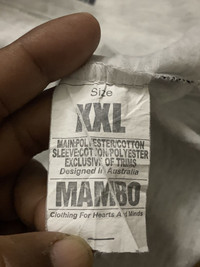 Size
XXL
MAIN:POLYESTER/COTTON
SLEEVE:COTTON/POLYESTER
EXCLUSIVE OF TRIMS
Designed in Australia
MAMBO
Clothing For Hearts And Minds